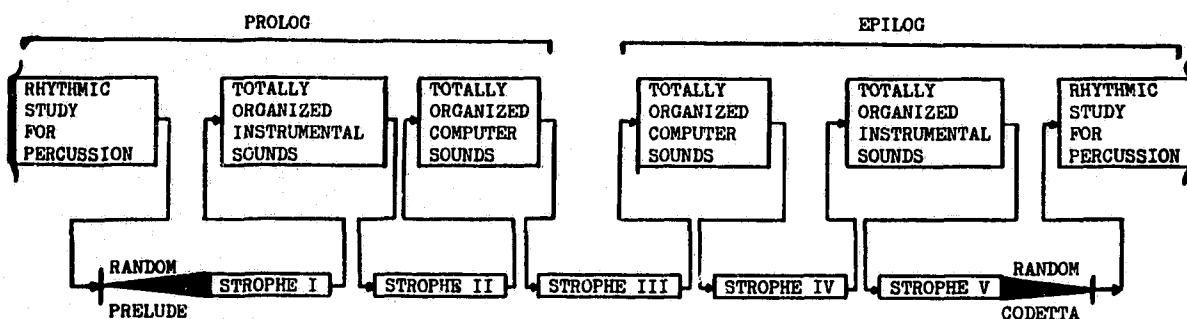 PROLOG
EPILOG
RHYTHMIC
STUDY
FOR
PERCUSSION
TOTALLY
ORGANIZED
INSTRUMENTAL
SOUNDS
TOTALLY
ORGANIZED
COMPUTER
SOUNDS
TOTALLY
ORGANIZED
COMPUTER
SOUNDS
TOTALLY
ORGANIZED
INSTRUMENTAL
SOUNDS
RHYTHMIC
STUDY
FOR
PERCUSSION
RANDOM
PRELUDE
STROPHE I
STROPHE II
STROPHE III
STROPHE IV
STROPHE V
RANDOM
CODETTA